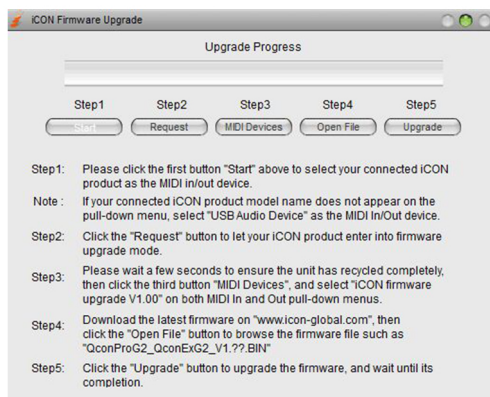 iCON Firmware Upgrade
Upgrade Progress
Step1 Step2 Step3 Step4 Step5
Start Request MIDI Devices Open File Upgrade
Step1: Please click the first button "Start" above to select your connected iCON
product as the MIDI in/out device.
Note : If your connected iCON product model name does not appear on the
pull-down menu, select "USB Audio Device" as the MIDI In/Out device.
Step2: Click the "Request" button to let your iCON product enter into firmware
upgrade mode.
Step3: Please wait a few seconds to ensure the unit has recycled completely,
then click the third button "MIDI Devices", and select "iCON firmware
upgrade V1.00" on both MIDI In and Out pull-down menus.
Step4: Download the latest firmware on "www.icon-global.com", then
click the "Open File" button to browse the firmware file such as
"QconProG2_QconExG2_V1.??.BIN"
Step5: Click the "Upgrade" button to upgrade the firmware, and wait until its
completion.